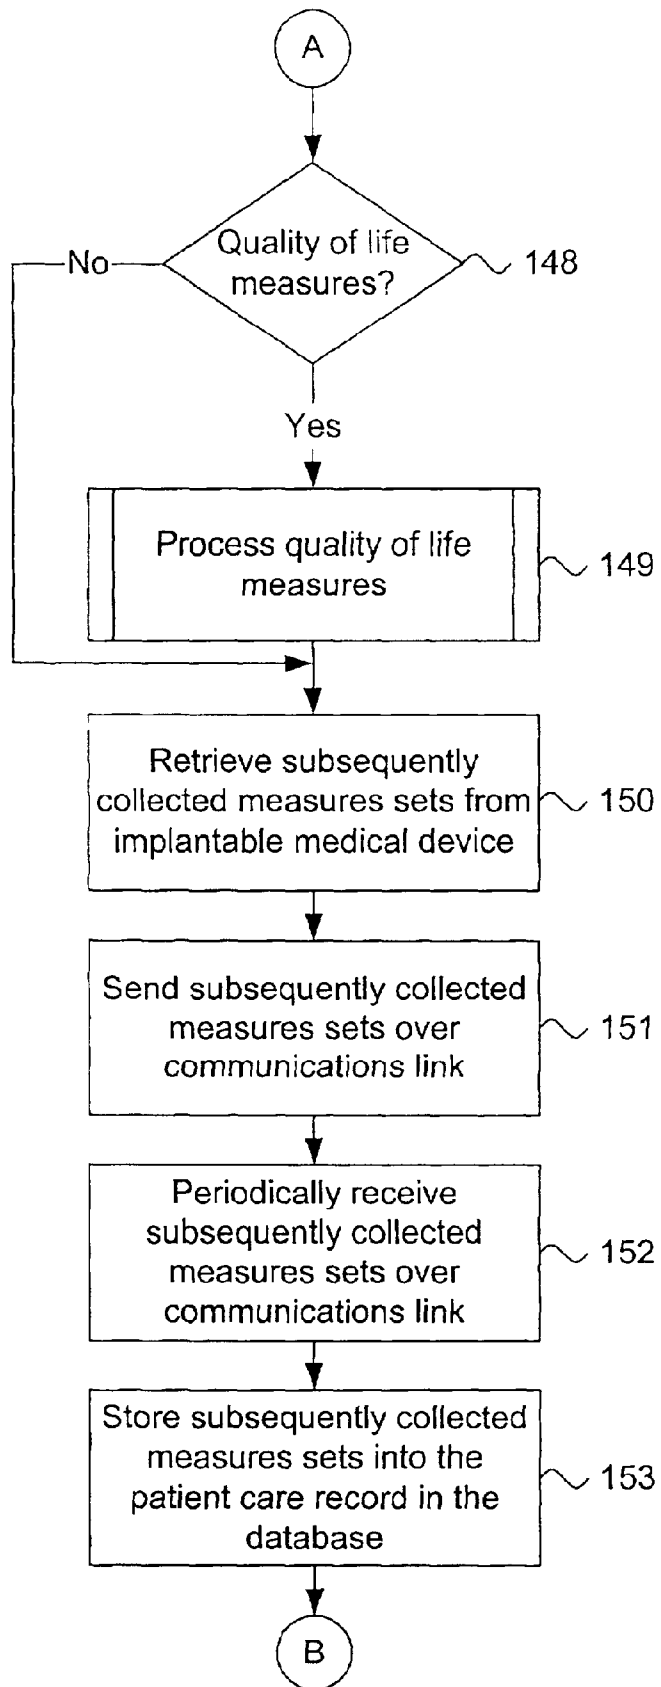 A
Quality of life
measures?
148
No
Yes
Process quality of life
measures
149
Retrieve subsequently
collected measures sets from
implantable medical device
150
Send subsequently collected
measures sets over
communications link
151
Periodically receive
subsequently collected
measures sets over
communications link
152
Store subsequently collected
measures sets into the
patient care record in the
database
153
B